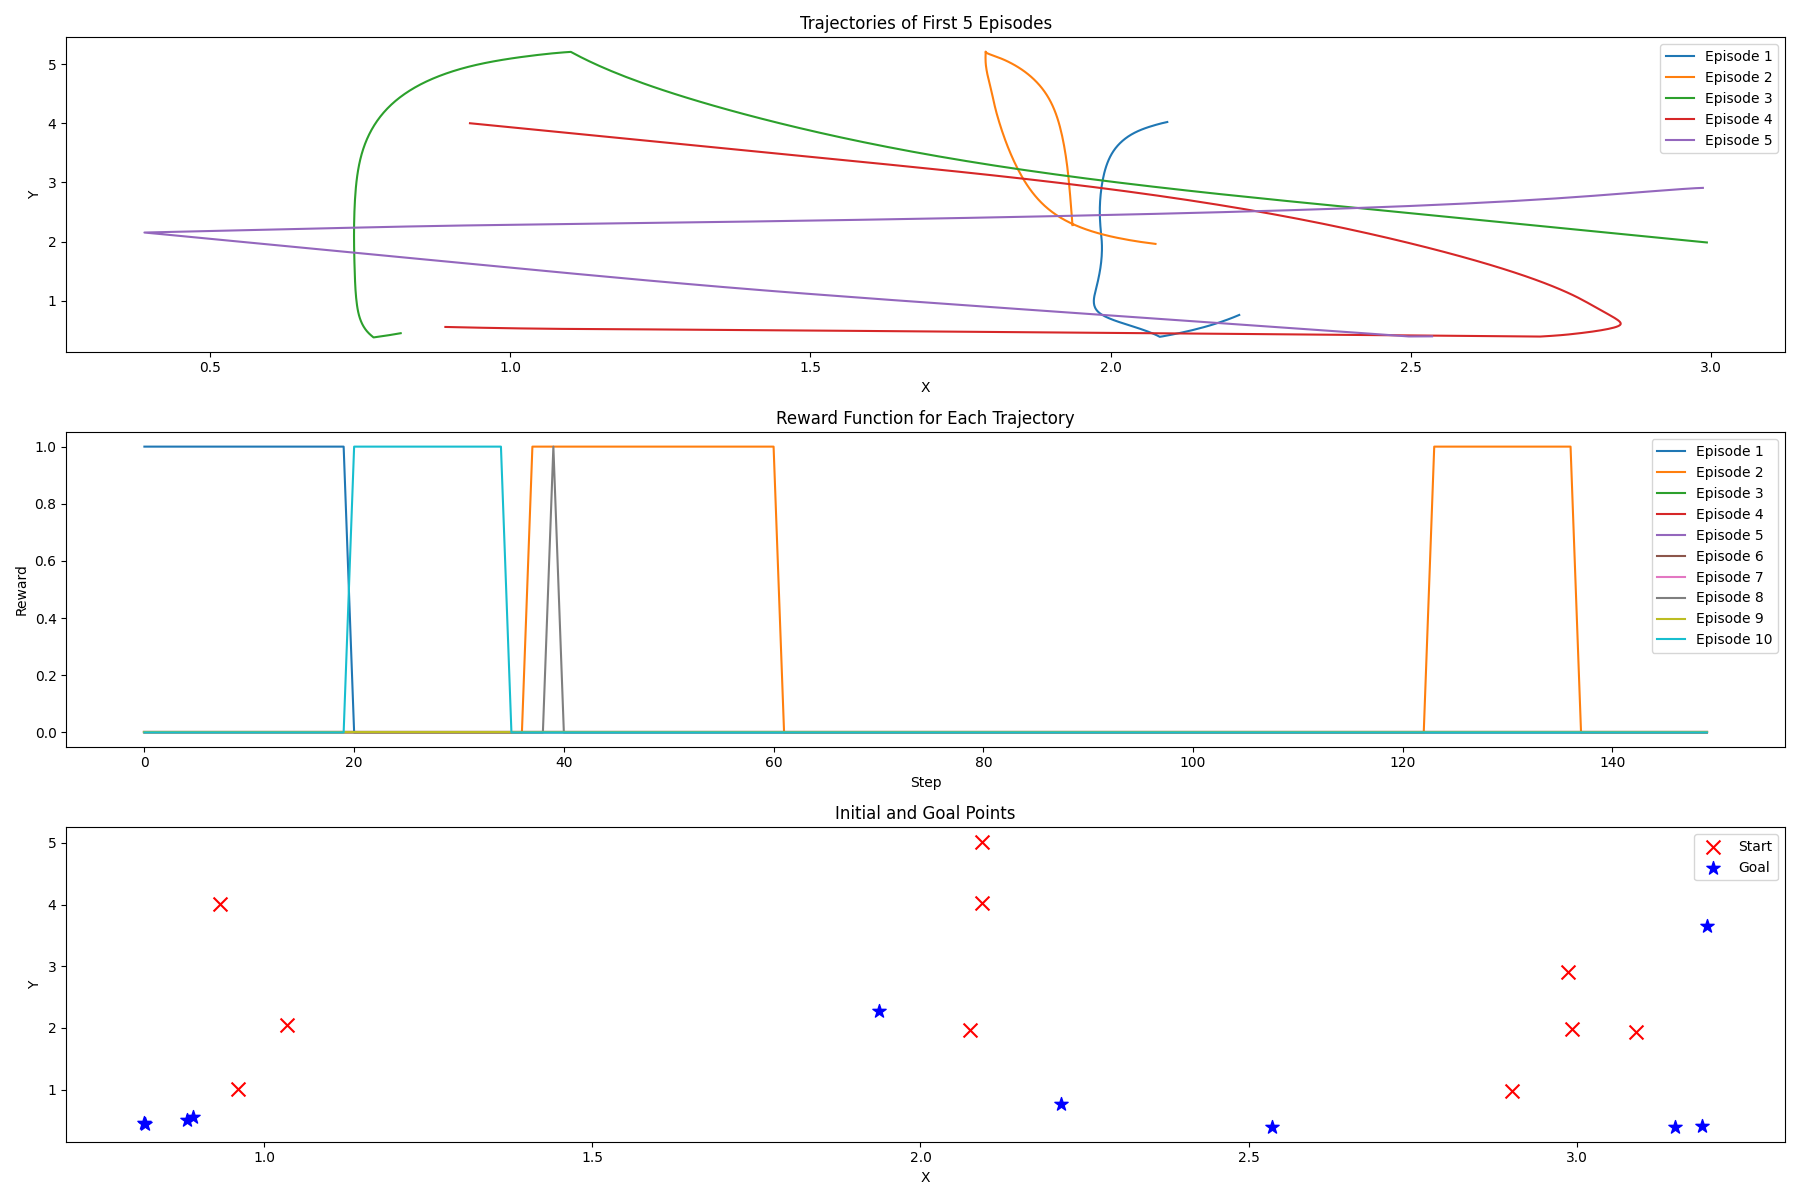 Trajectories of First 5 Episodes
Y
5
4
3
2
1
Episode 1
Episode 2
Episode 3
Episode 4
Episode 5
0.5 1.0 1.5 2.0 2.5 3.0
X
Reward Function for Each Trajectory
Reward
1.0
0.8
0.6
0.4
0.2
0.0
Episode 1
Episode 2
Episode 3
Episode 4
Episode 5
Episode 6
Episode 7
Episode 8
Episode 9
Episode 10
0 20 40 60 80 100 120 140
Step
Initial and Goal Points
Y
5
4
3
2
1
Start
Goal
1.0 1.5 2.0 2.5 3.0
X